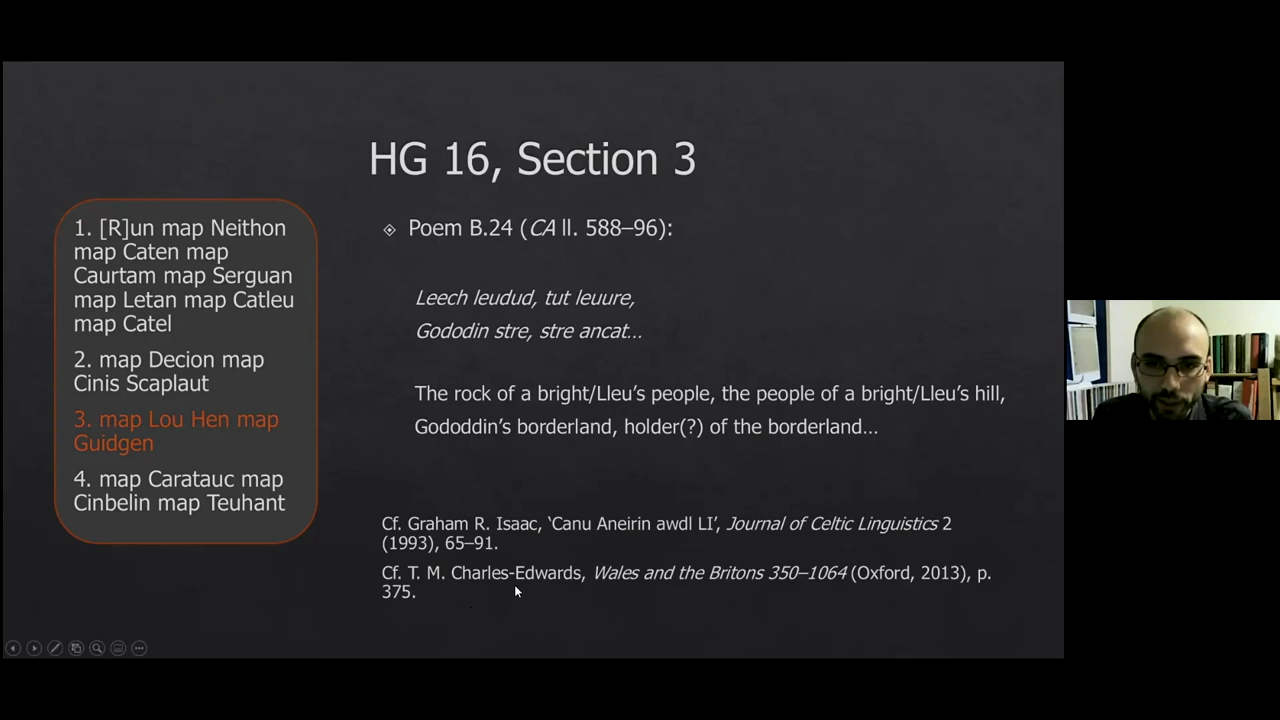 HG 16, Section 3
1. [R]un map Neithon
map Caten map
Caurtam map Serguan
map Letan map Catleu
map Catel
2. map Decion map
Cinis Scaplaut
3. map Lou Hen map
Guidgen
4. map Caratauc map
Cinbelin map Teuhant
Poem B.24 (CA ll. 588–96):
Leech leudud, tut leuure,
Gododin stre, stre ancat…
The rock of a bright/Lleu’s people, the people of a bright/Lleu’s hill,
Gododdin’s borderland, holder(?) of the borderland…
Cf. Graham R. Isaac, ‘Canu Aneirin awdl LI’, Journal of Celtic Linguistics 2
(1993), 65–91.
Cf. T. M. Charles-Edwards, Wales and the Britons 350–1064 (Oxford, 2013), p.
375.